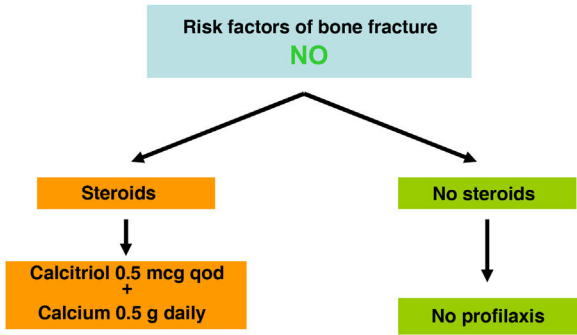 Risk factors of bone fracture
NO
Steroids
No steroids
Calcitriol 0.5 mcg qod
+
Calcium 0.5 g daily
No profilaxis